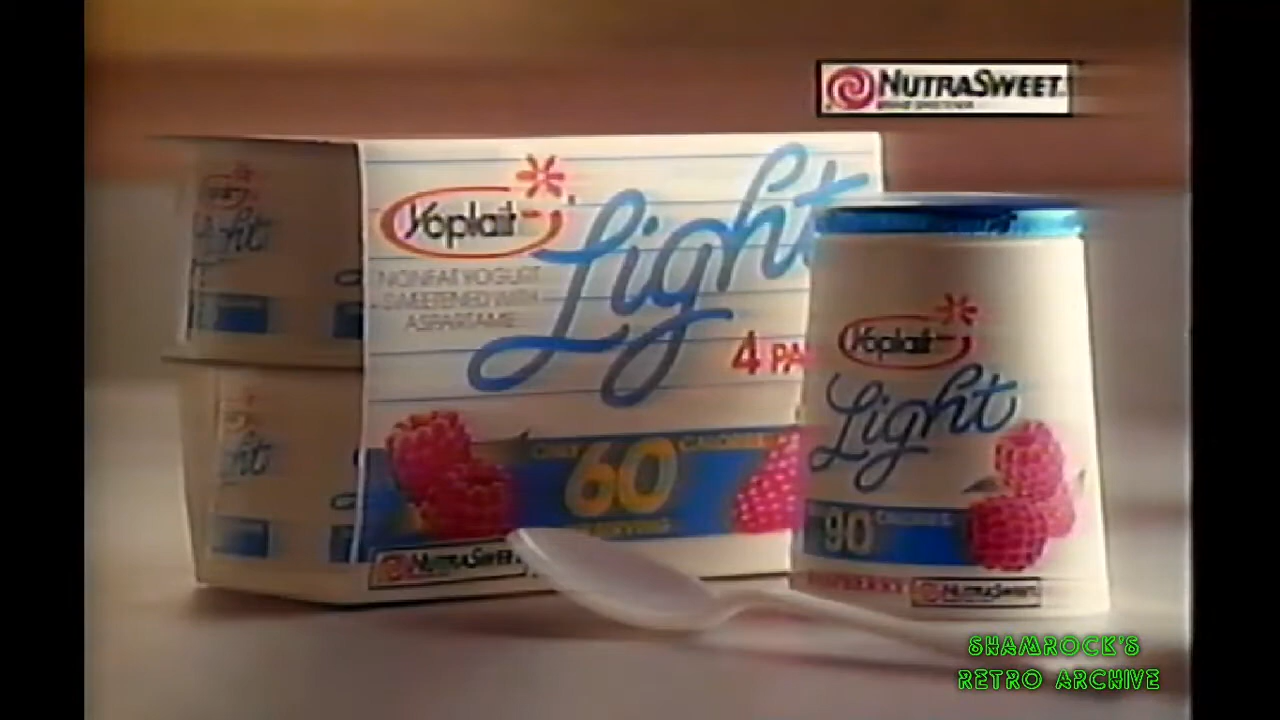 NUTRASWEET
Yoplait
Light
NONFAT YOGURT
SWEETENED WITH
ASPARTAME
4 PA
ONLY 60 CALORIES
NUTRASWEET
Yoplait
Light
90 CALORIES
RASPBERRY
NUTRASWEET
SHAMROCK'S
RETRO ARCHIVE